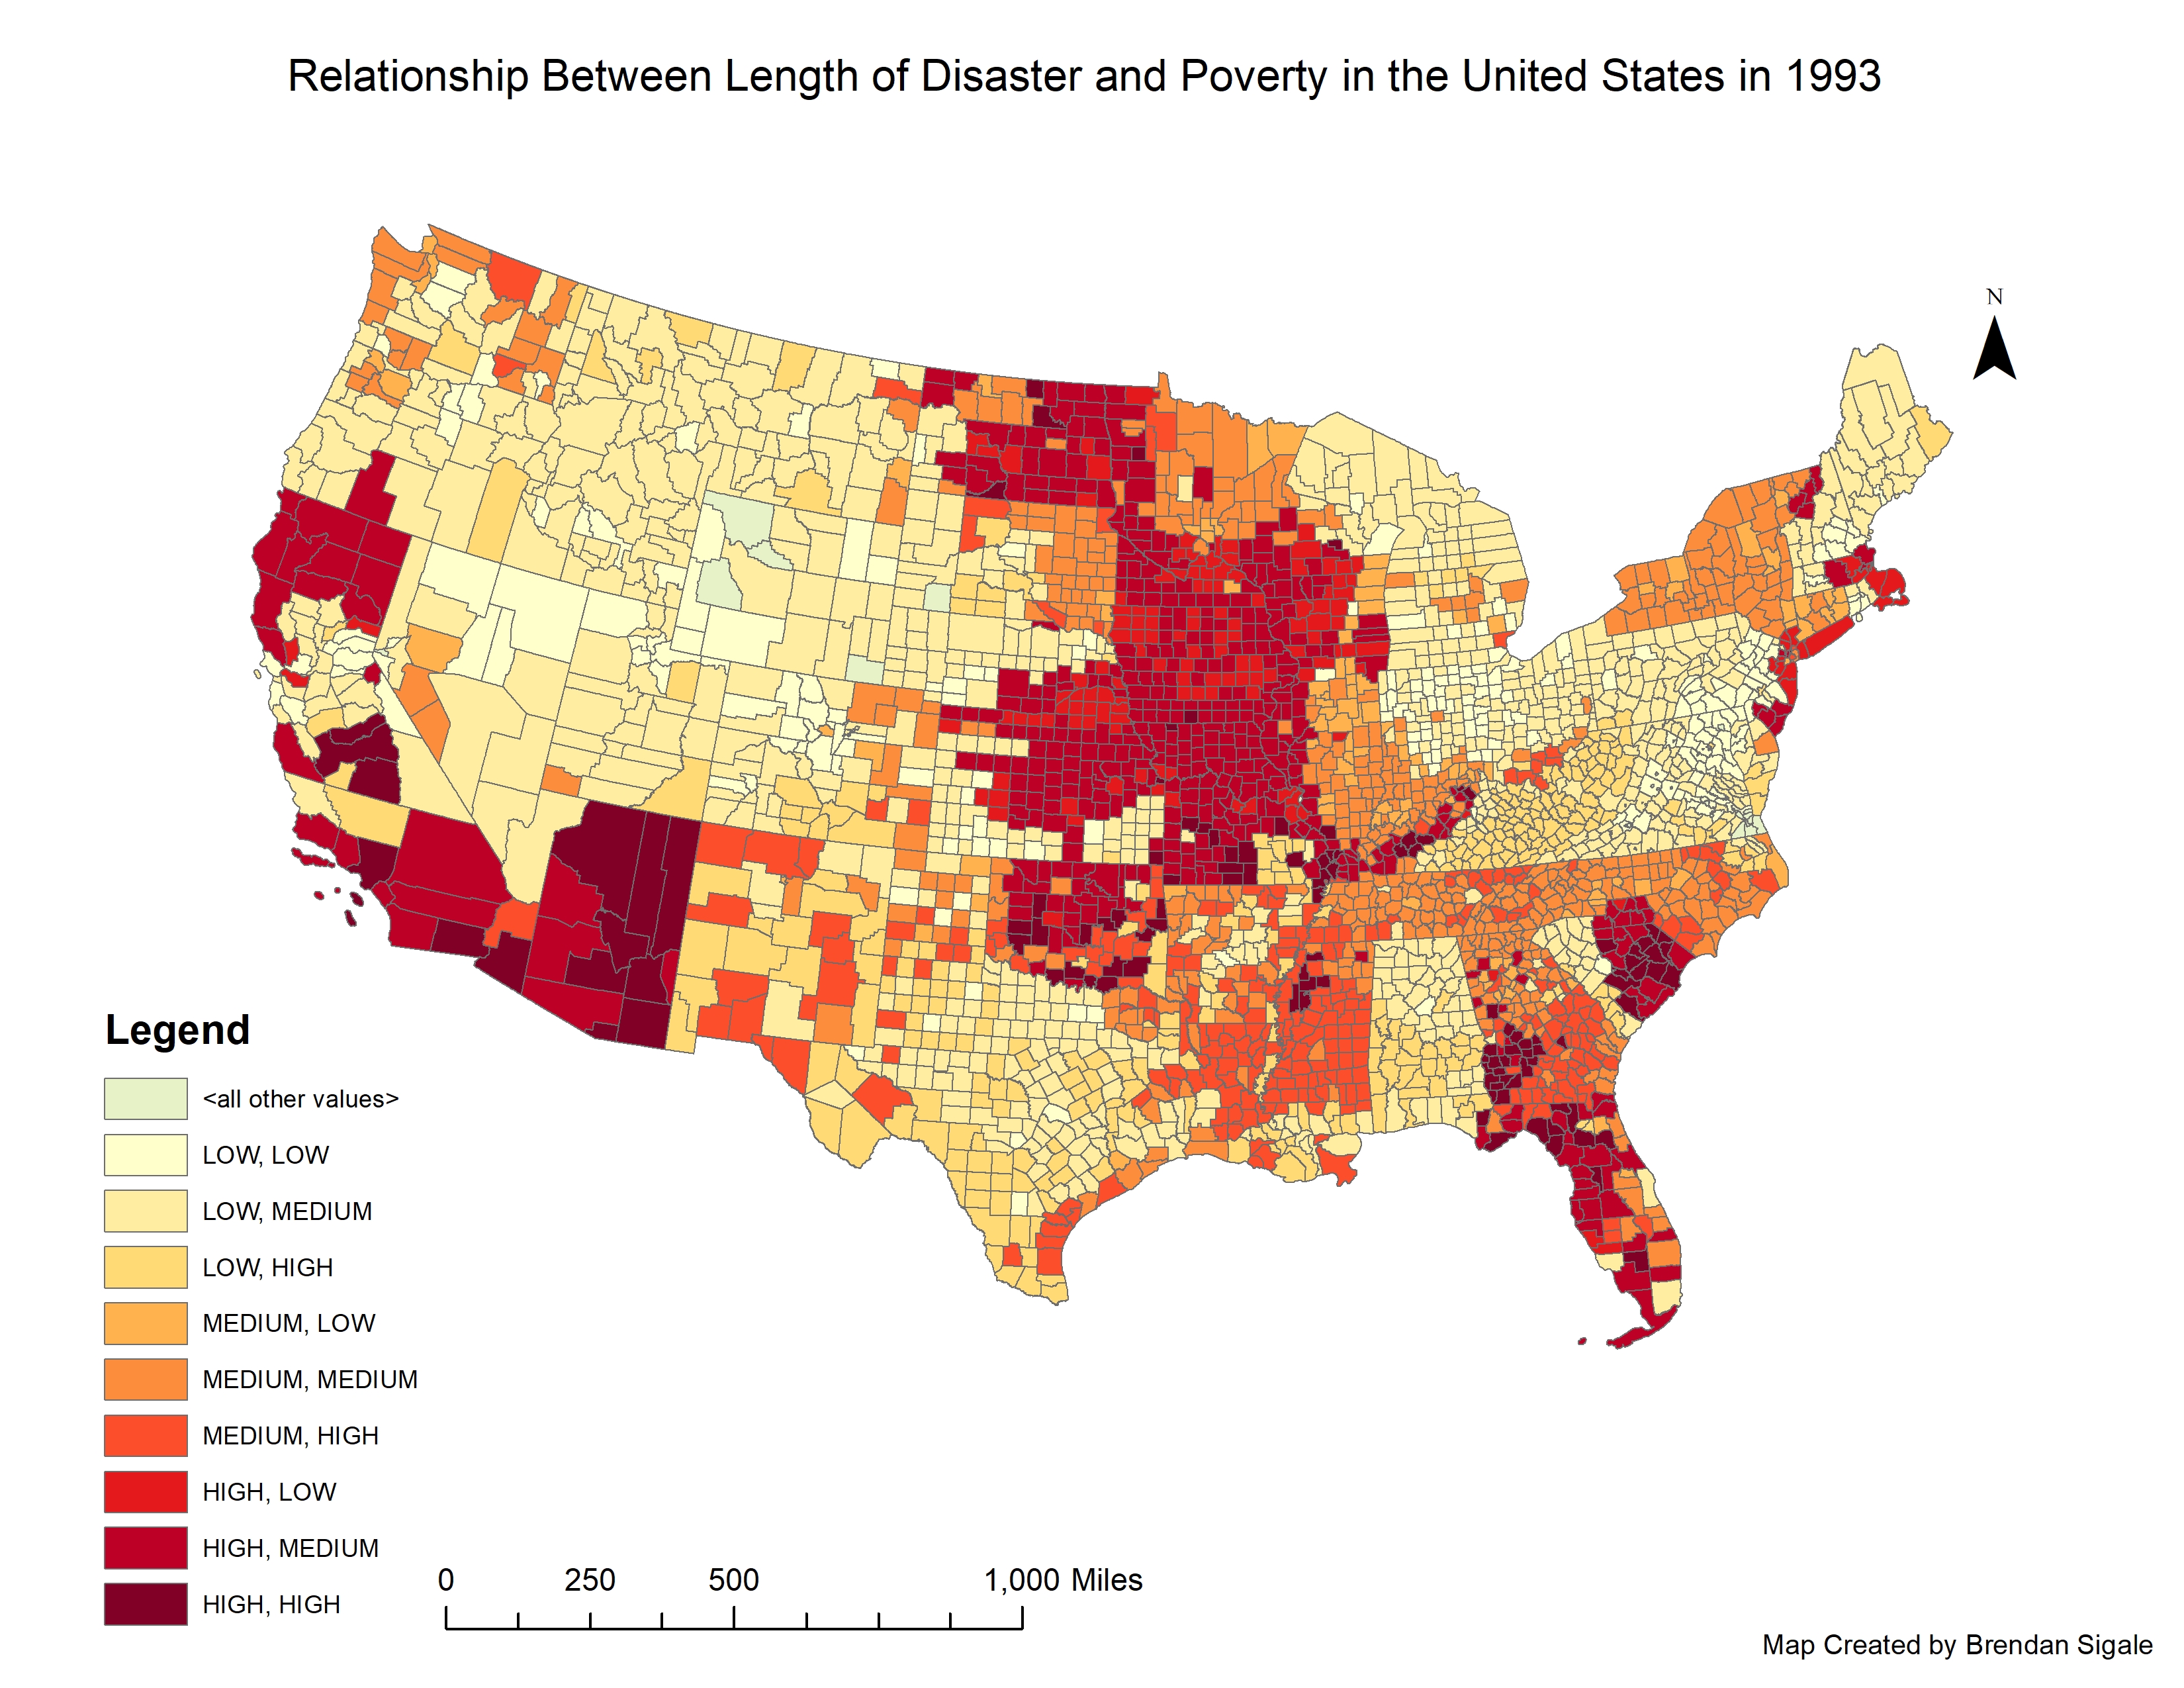 Relationship Between Length of Disaster and Poverty in the United States in 1993
N
Legend
<all other values>
LOW, LOW
LOW, MEDIUM
LOW, HIGH
MEDIUM, LOW
MEDIUM, MEDIUM
MEDIUM, HIGH
HIGH, LOW
HIGH, MEDIUM
HIGH, HIGH
0 250 500 1,000 Miles
Map Created by Brendan Sigale